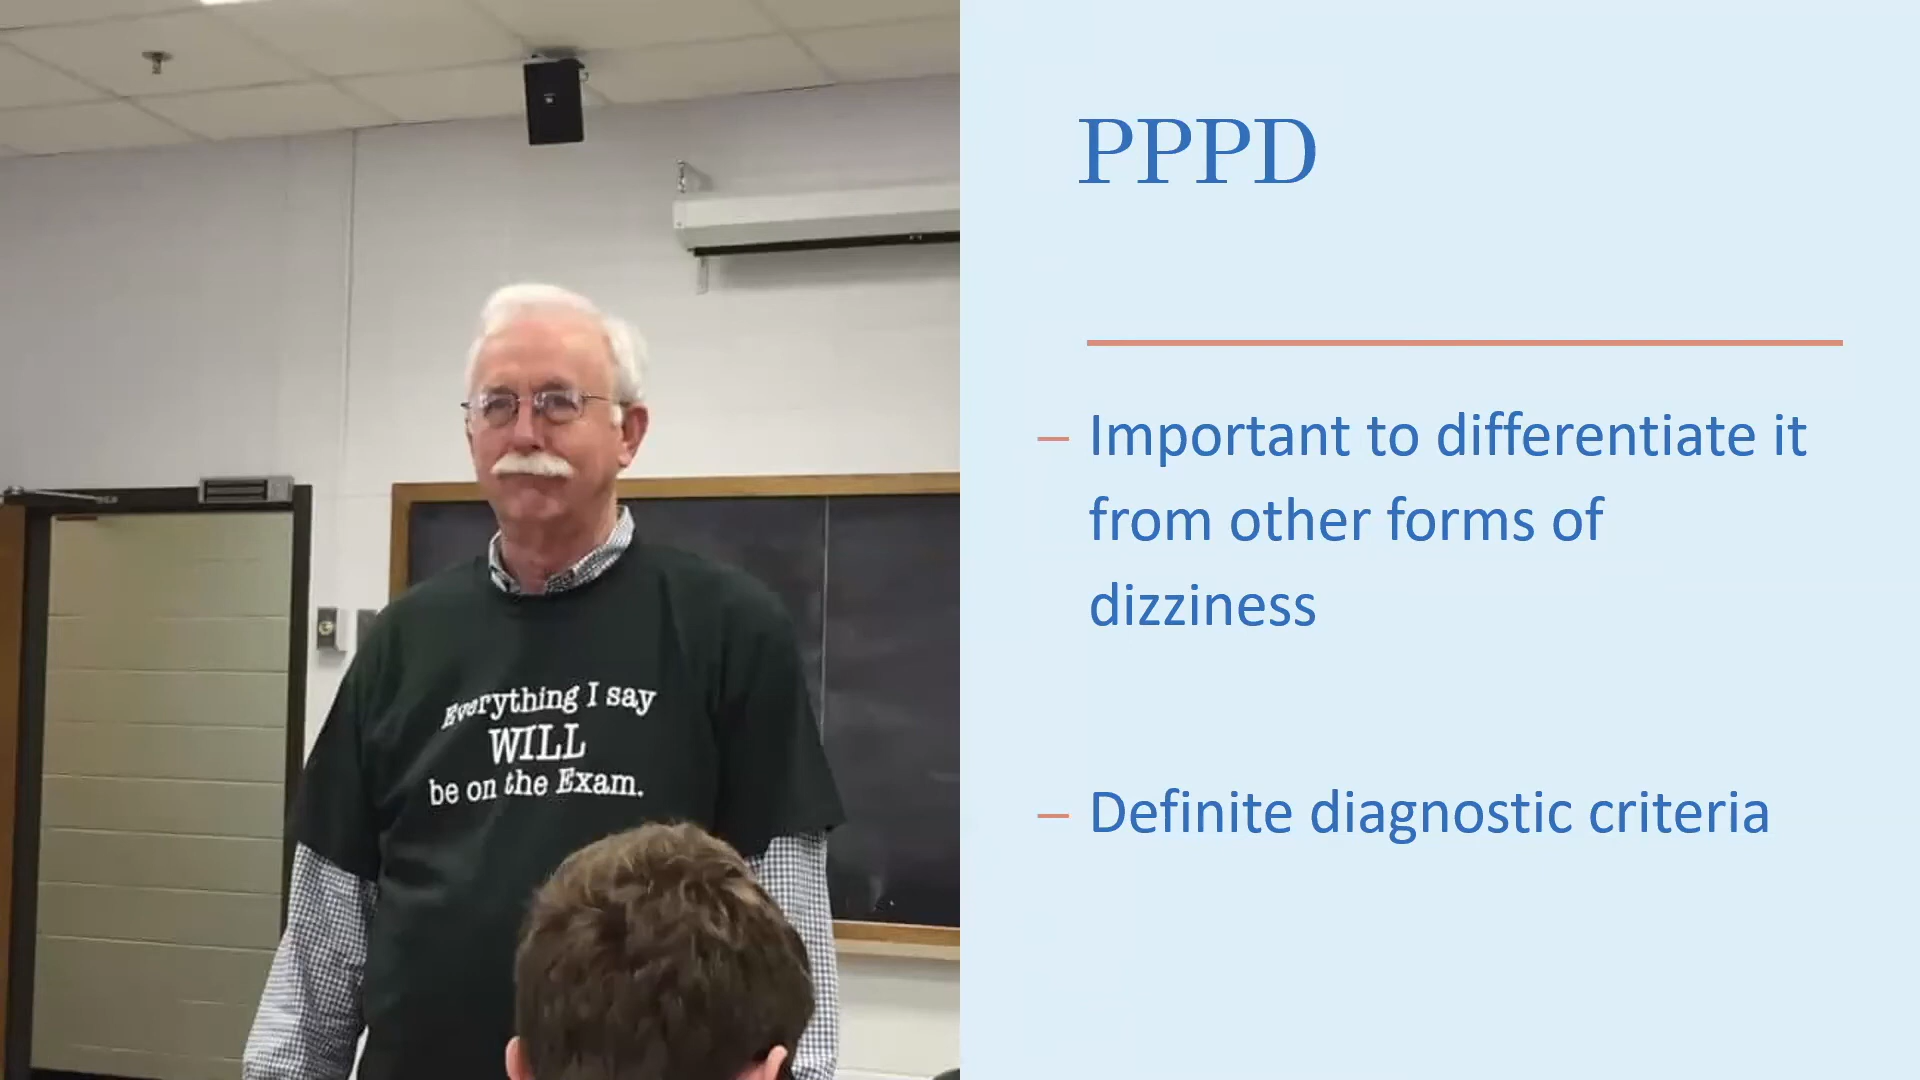 Everything I say
WILL
be on the Exam.
PPPD
– Important to differentiate it
from other forms of
dizziness
– Definite diagnostic criteria